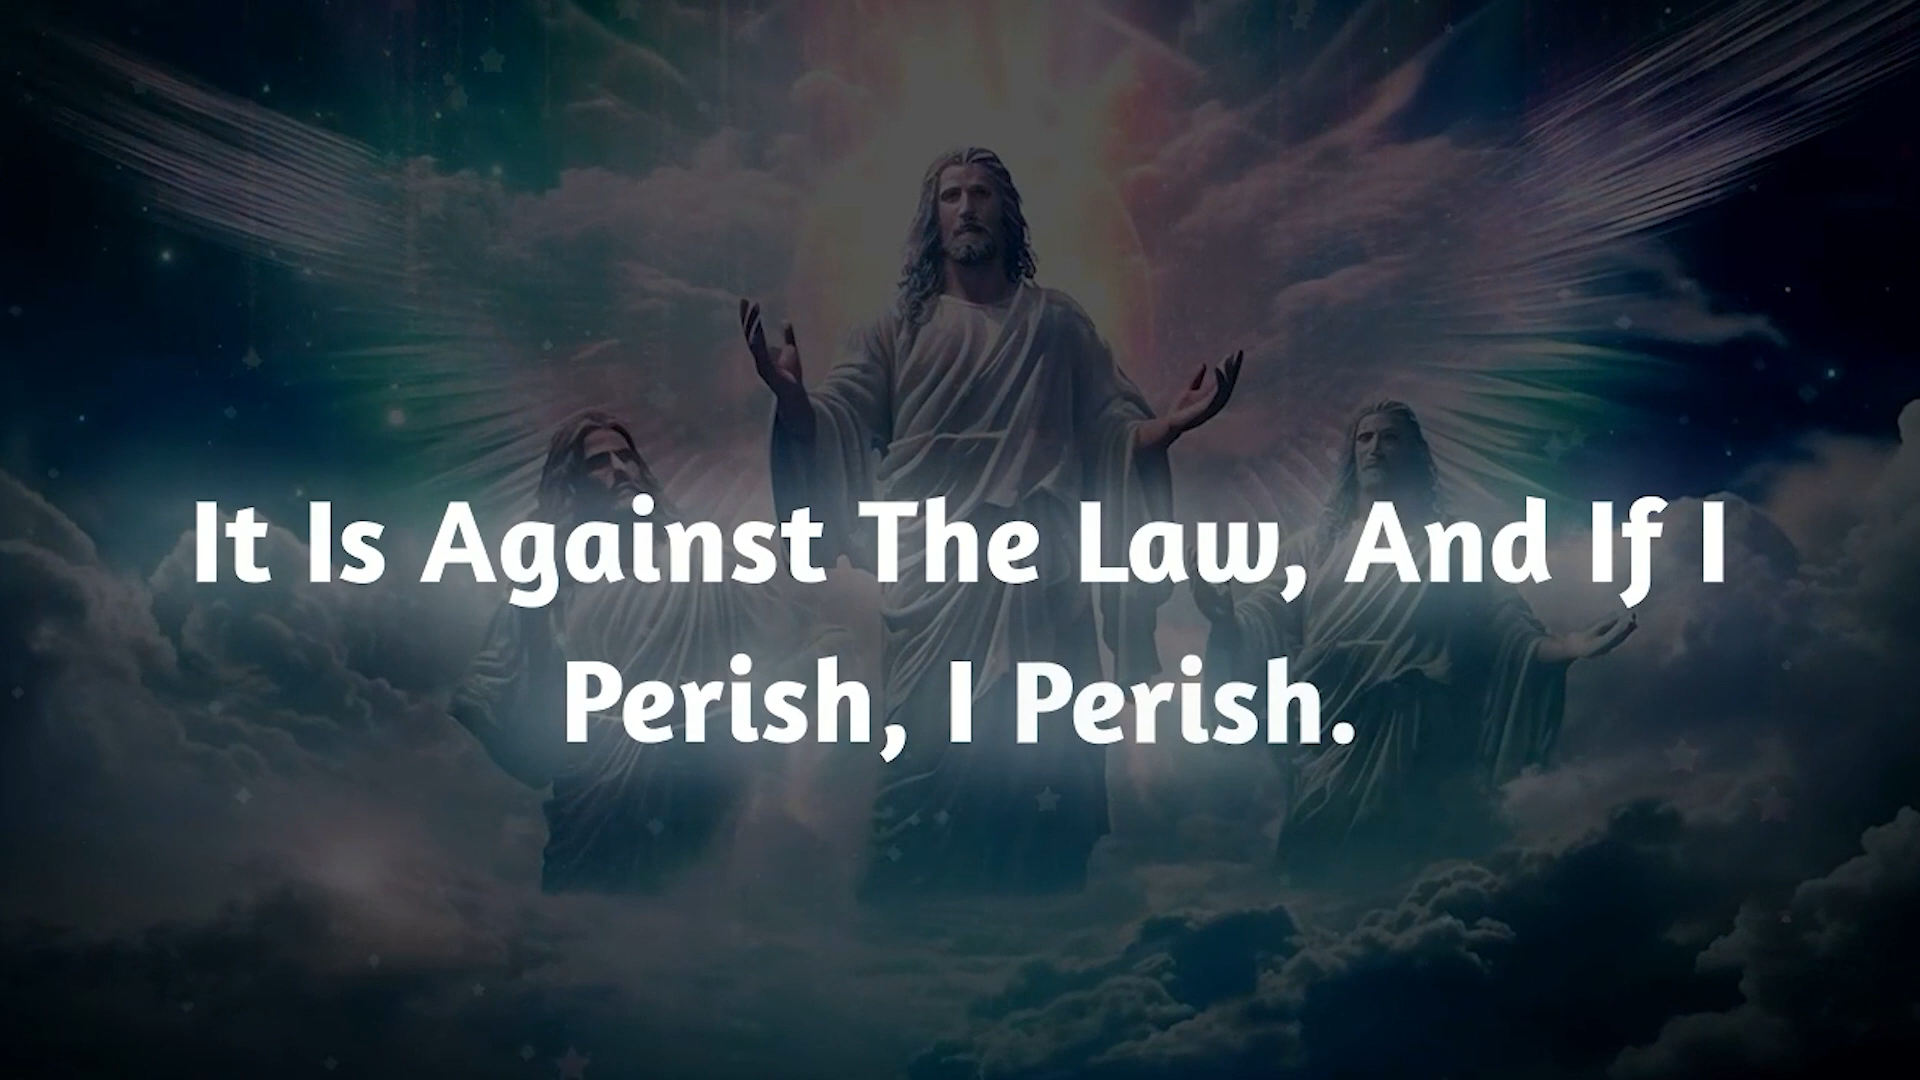 It Is Against The Law, And If I
Perish, I Perish.